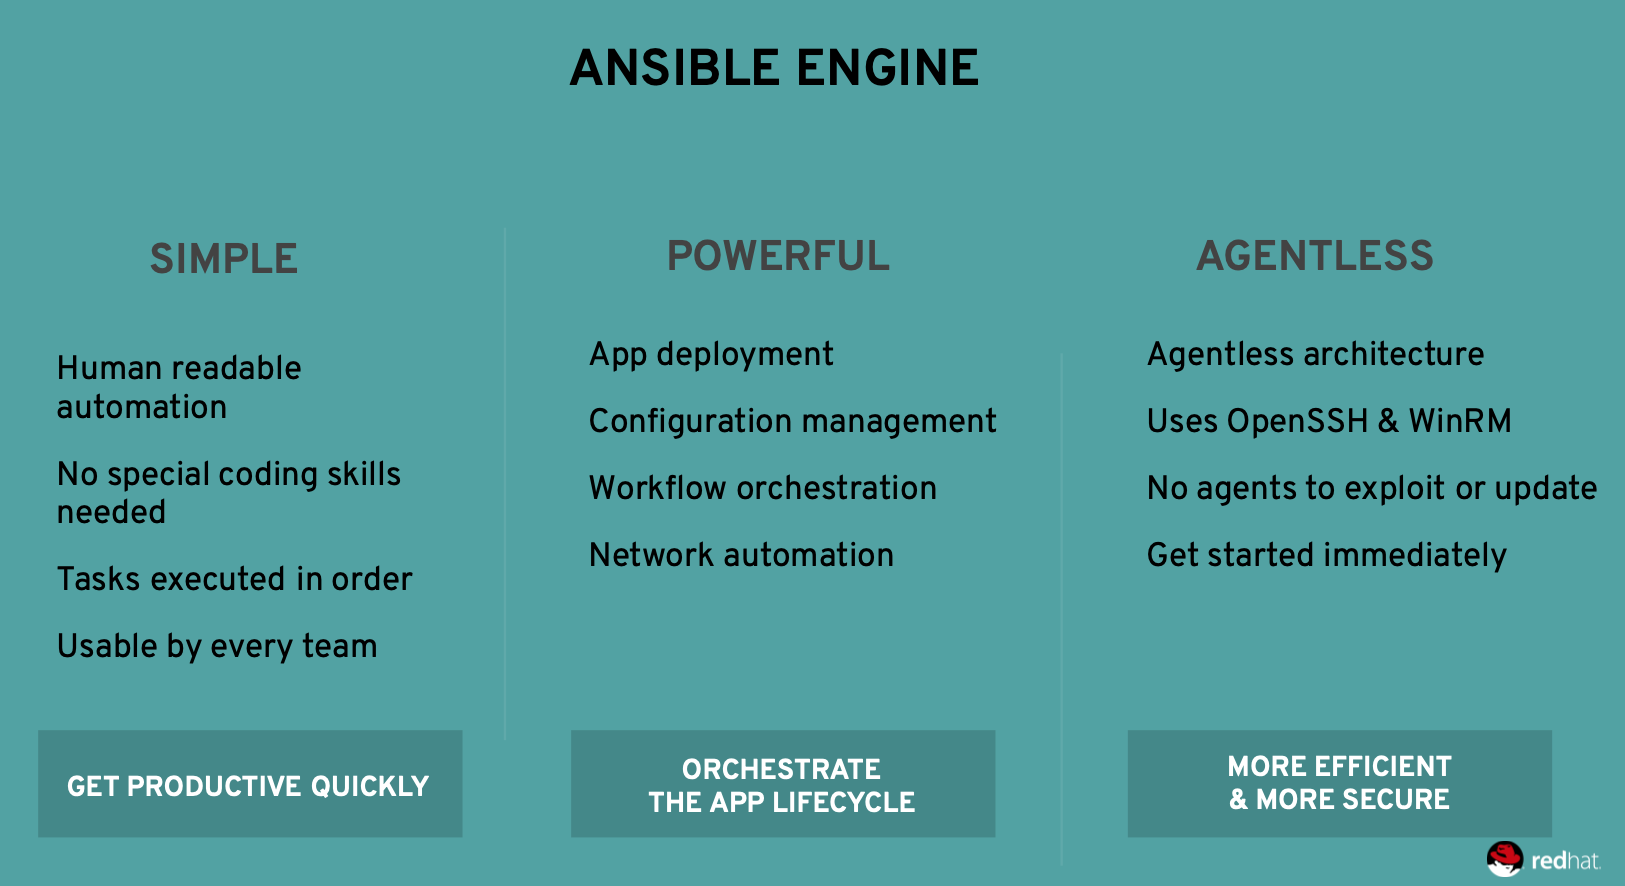 ANSIBLE ENGINE
SIMPLE
Human readable
automation
No special coding skills
needed
Tasks executed in order
Usable by every team
GET PRODUCTIVE QUICKLY
POWERFUL
App deployment
Configuration management
Workflow orchestration
Network automation
ORCHESTRATE
THE APP LIFECYCLE
AGENTLESS
Agentless architecture
Uses OpenSSH & WinRM
No agents to exploit or update
Get started immediately
MORE EFFICIENT
& MORE SECURE
redhat.